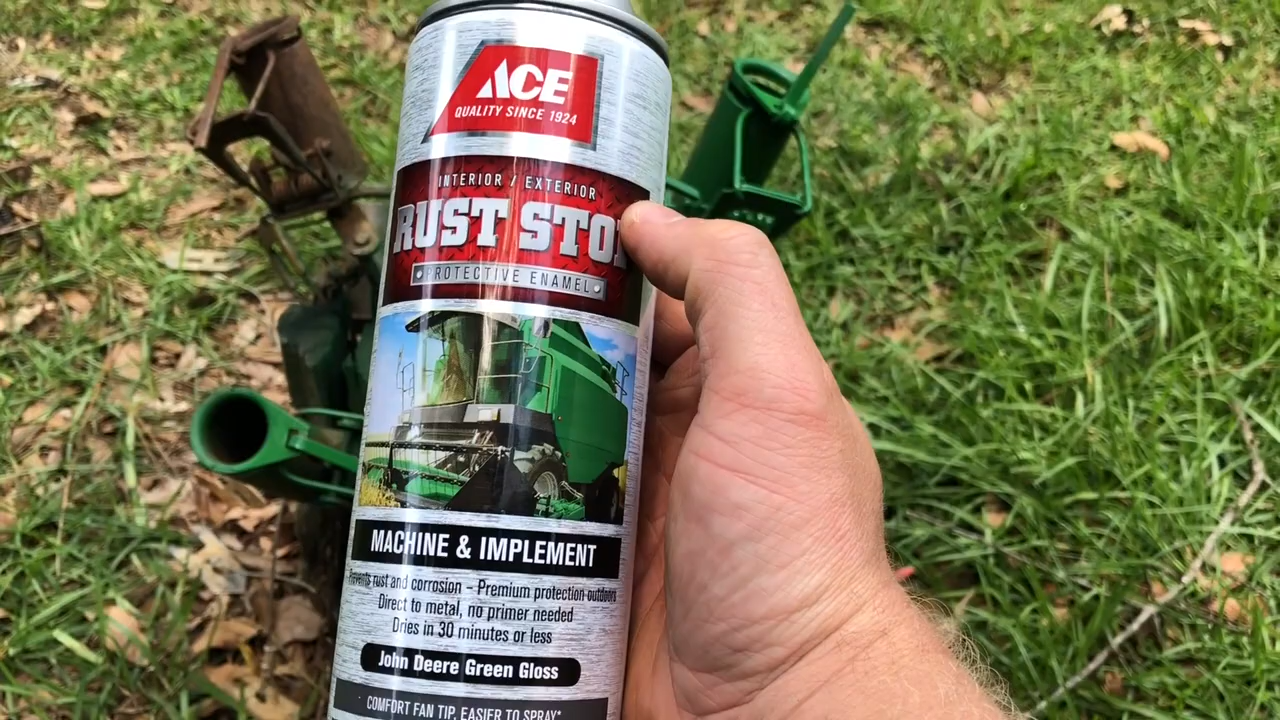 ACE
QUALITY SINCE 1924
INTERIOR / EXTERIOR
RUST STO
PROTECTIVE ENAMEL
MACHINE & IMPLEMENT
Prevents rust and corrosion – Premium protection outdoors
Direct to metal, no primer needed
Dries in 30 minutes or less
John Deere Green Gloss
COMFORT FAN TIP, EASIER TO SPRAY*